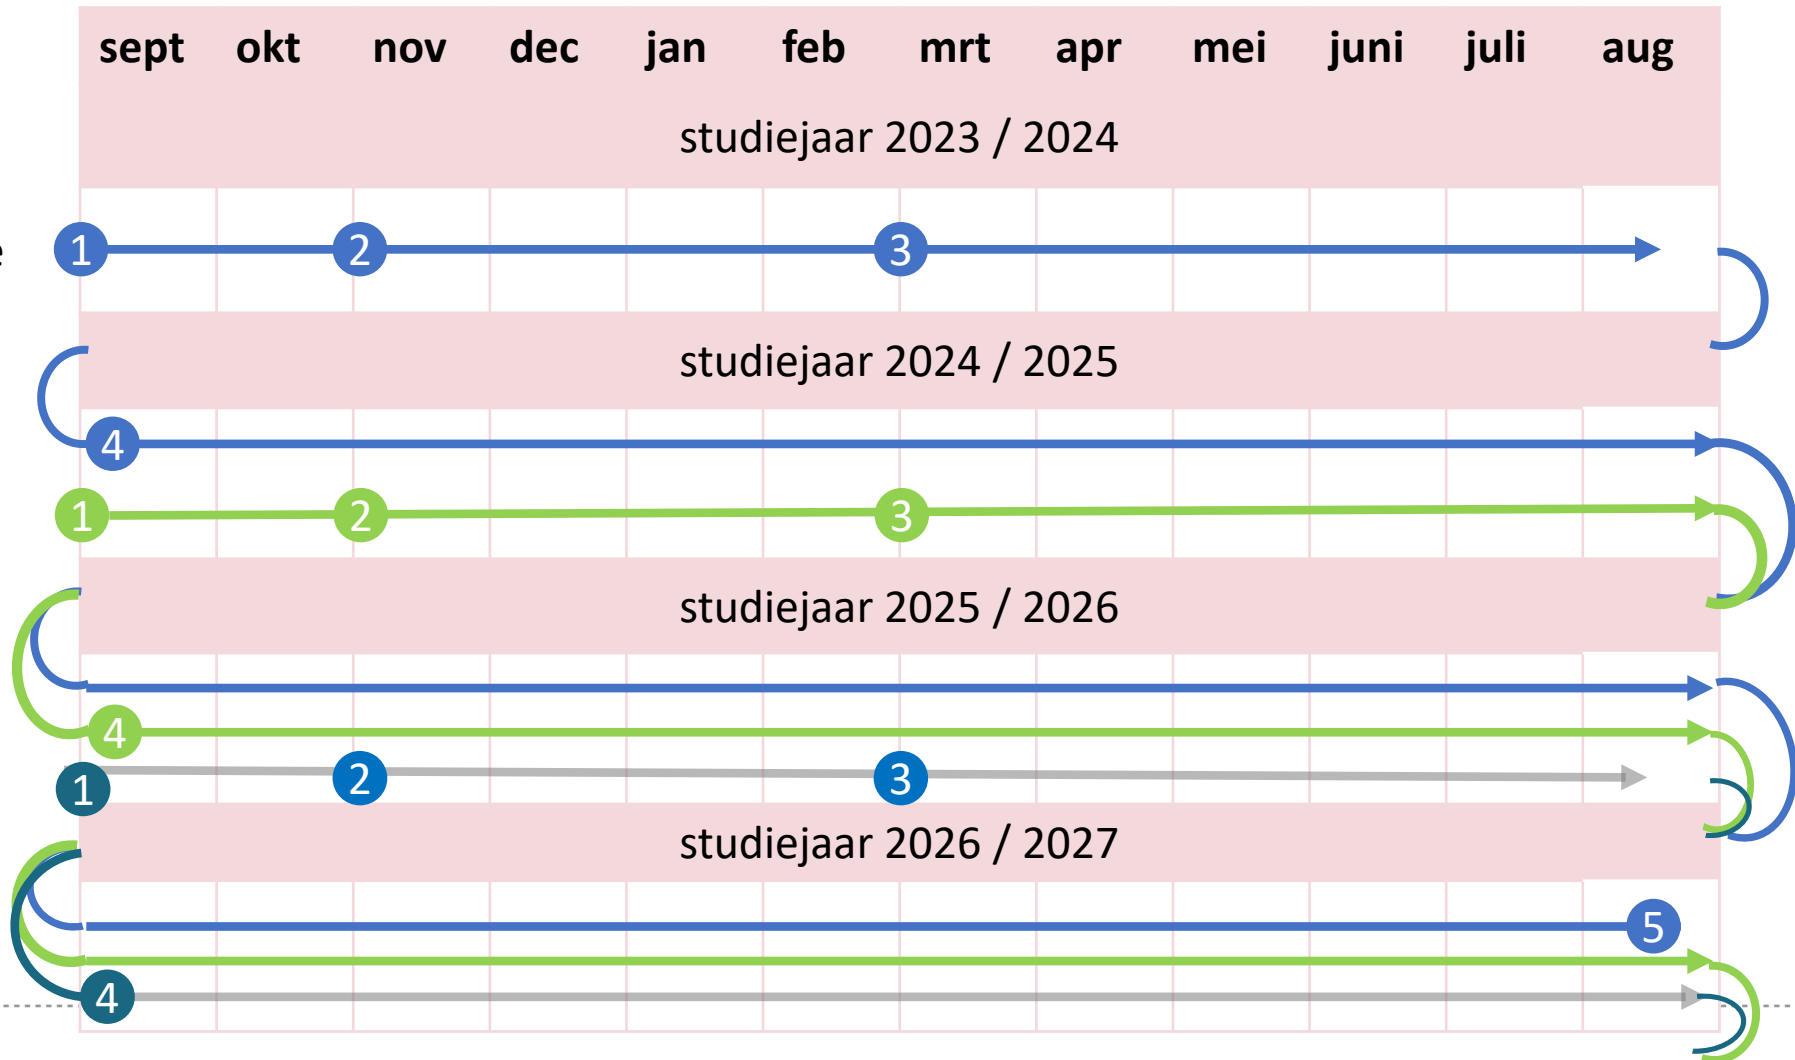 sept okt nov dec jan feb mrt apr mei juni juli aug
studiejaar 2023 / 2024
e 1 2 3
studiejaar 2024 / 2025
4
1 2 3
studiejaar 2025 / 2026
4
1 2 3
studiejaar 2026 / 2027
5
4